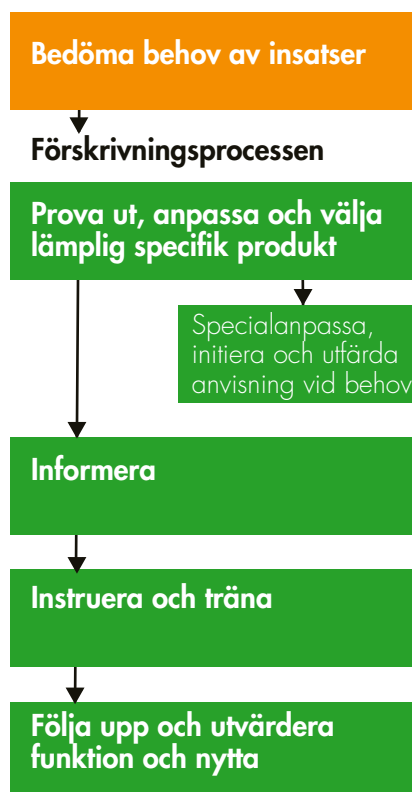 Bedöma behov av insatser
Förskrivningsprocessen
Prova ut, anpassa och välja
lämplig specifik produkt
Specialanpassa,
initiera och utfärda
anvisning vid behov
Informera
Instruera och träna
Följa upp och utvärdera
funktion och nytta